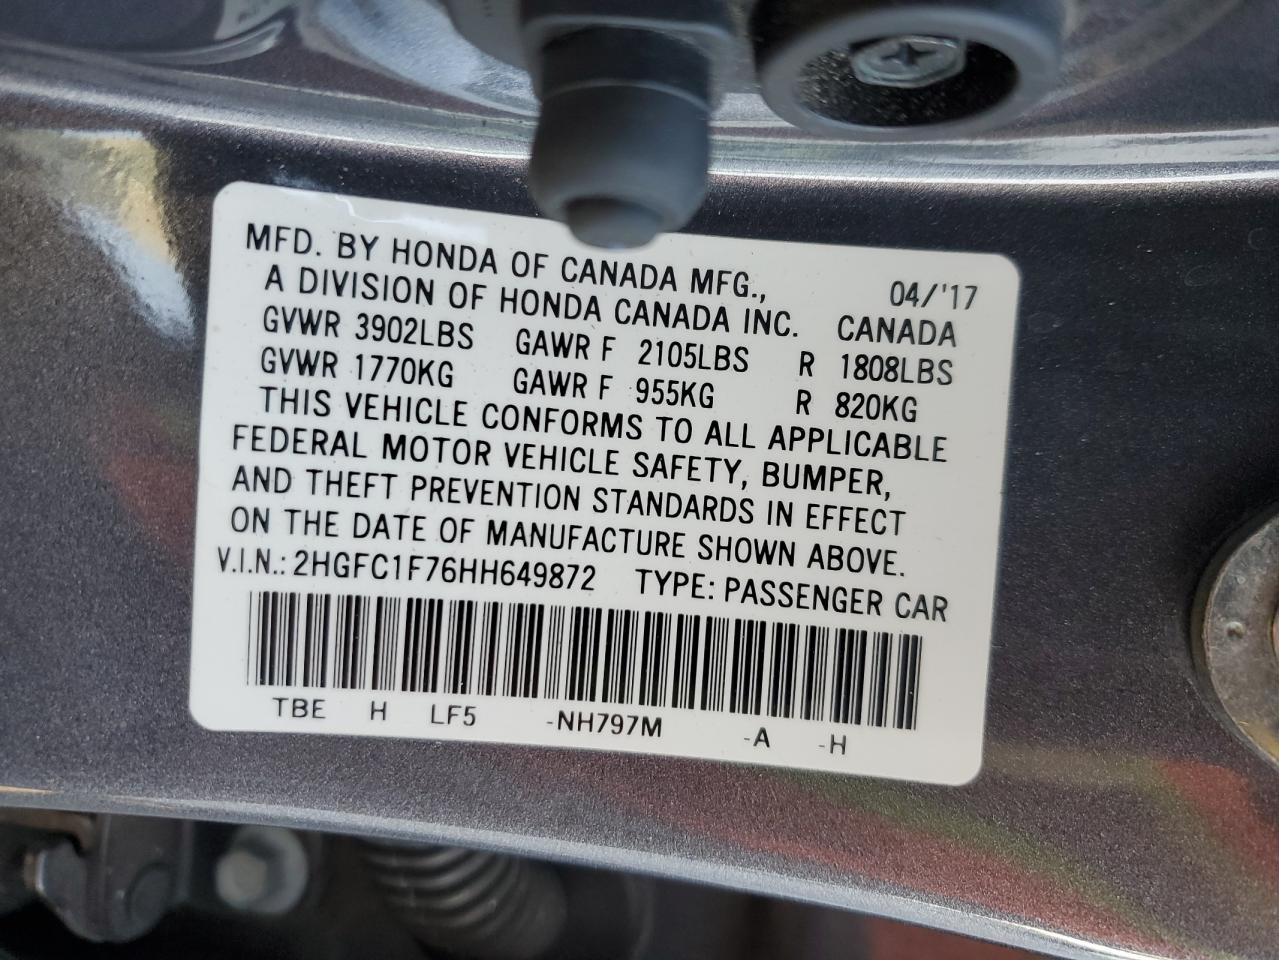 MFD. BY HONDA OF CANADA MFG., 04/'17
A DIVISION OF HONDA CANADA INC. CANADA
GVWR 3902LBS GAWR F 2105LBS R 1808LBS
GVWR 1770KG GAWR F 955KG R 820KG
THIS VEHICLE CONFORMS TO ALL APPLICABLE
FEDERAL MOTOR VEHICLE SAFETY, BUMPER,
AND THEFT PREVENTION STANDARDS IN EFFECT
ON THE DATE OF MANUFACTURE SHOWN ABOVE.
V.I.N.: 2HGFC1F76HH649872 TYPE: PASSENGER CAR
TBE H LF5 -NH797M -A -H